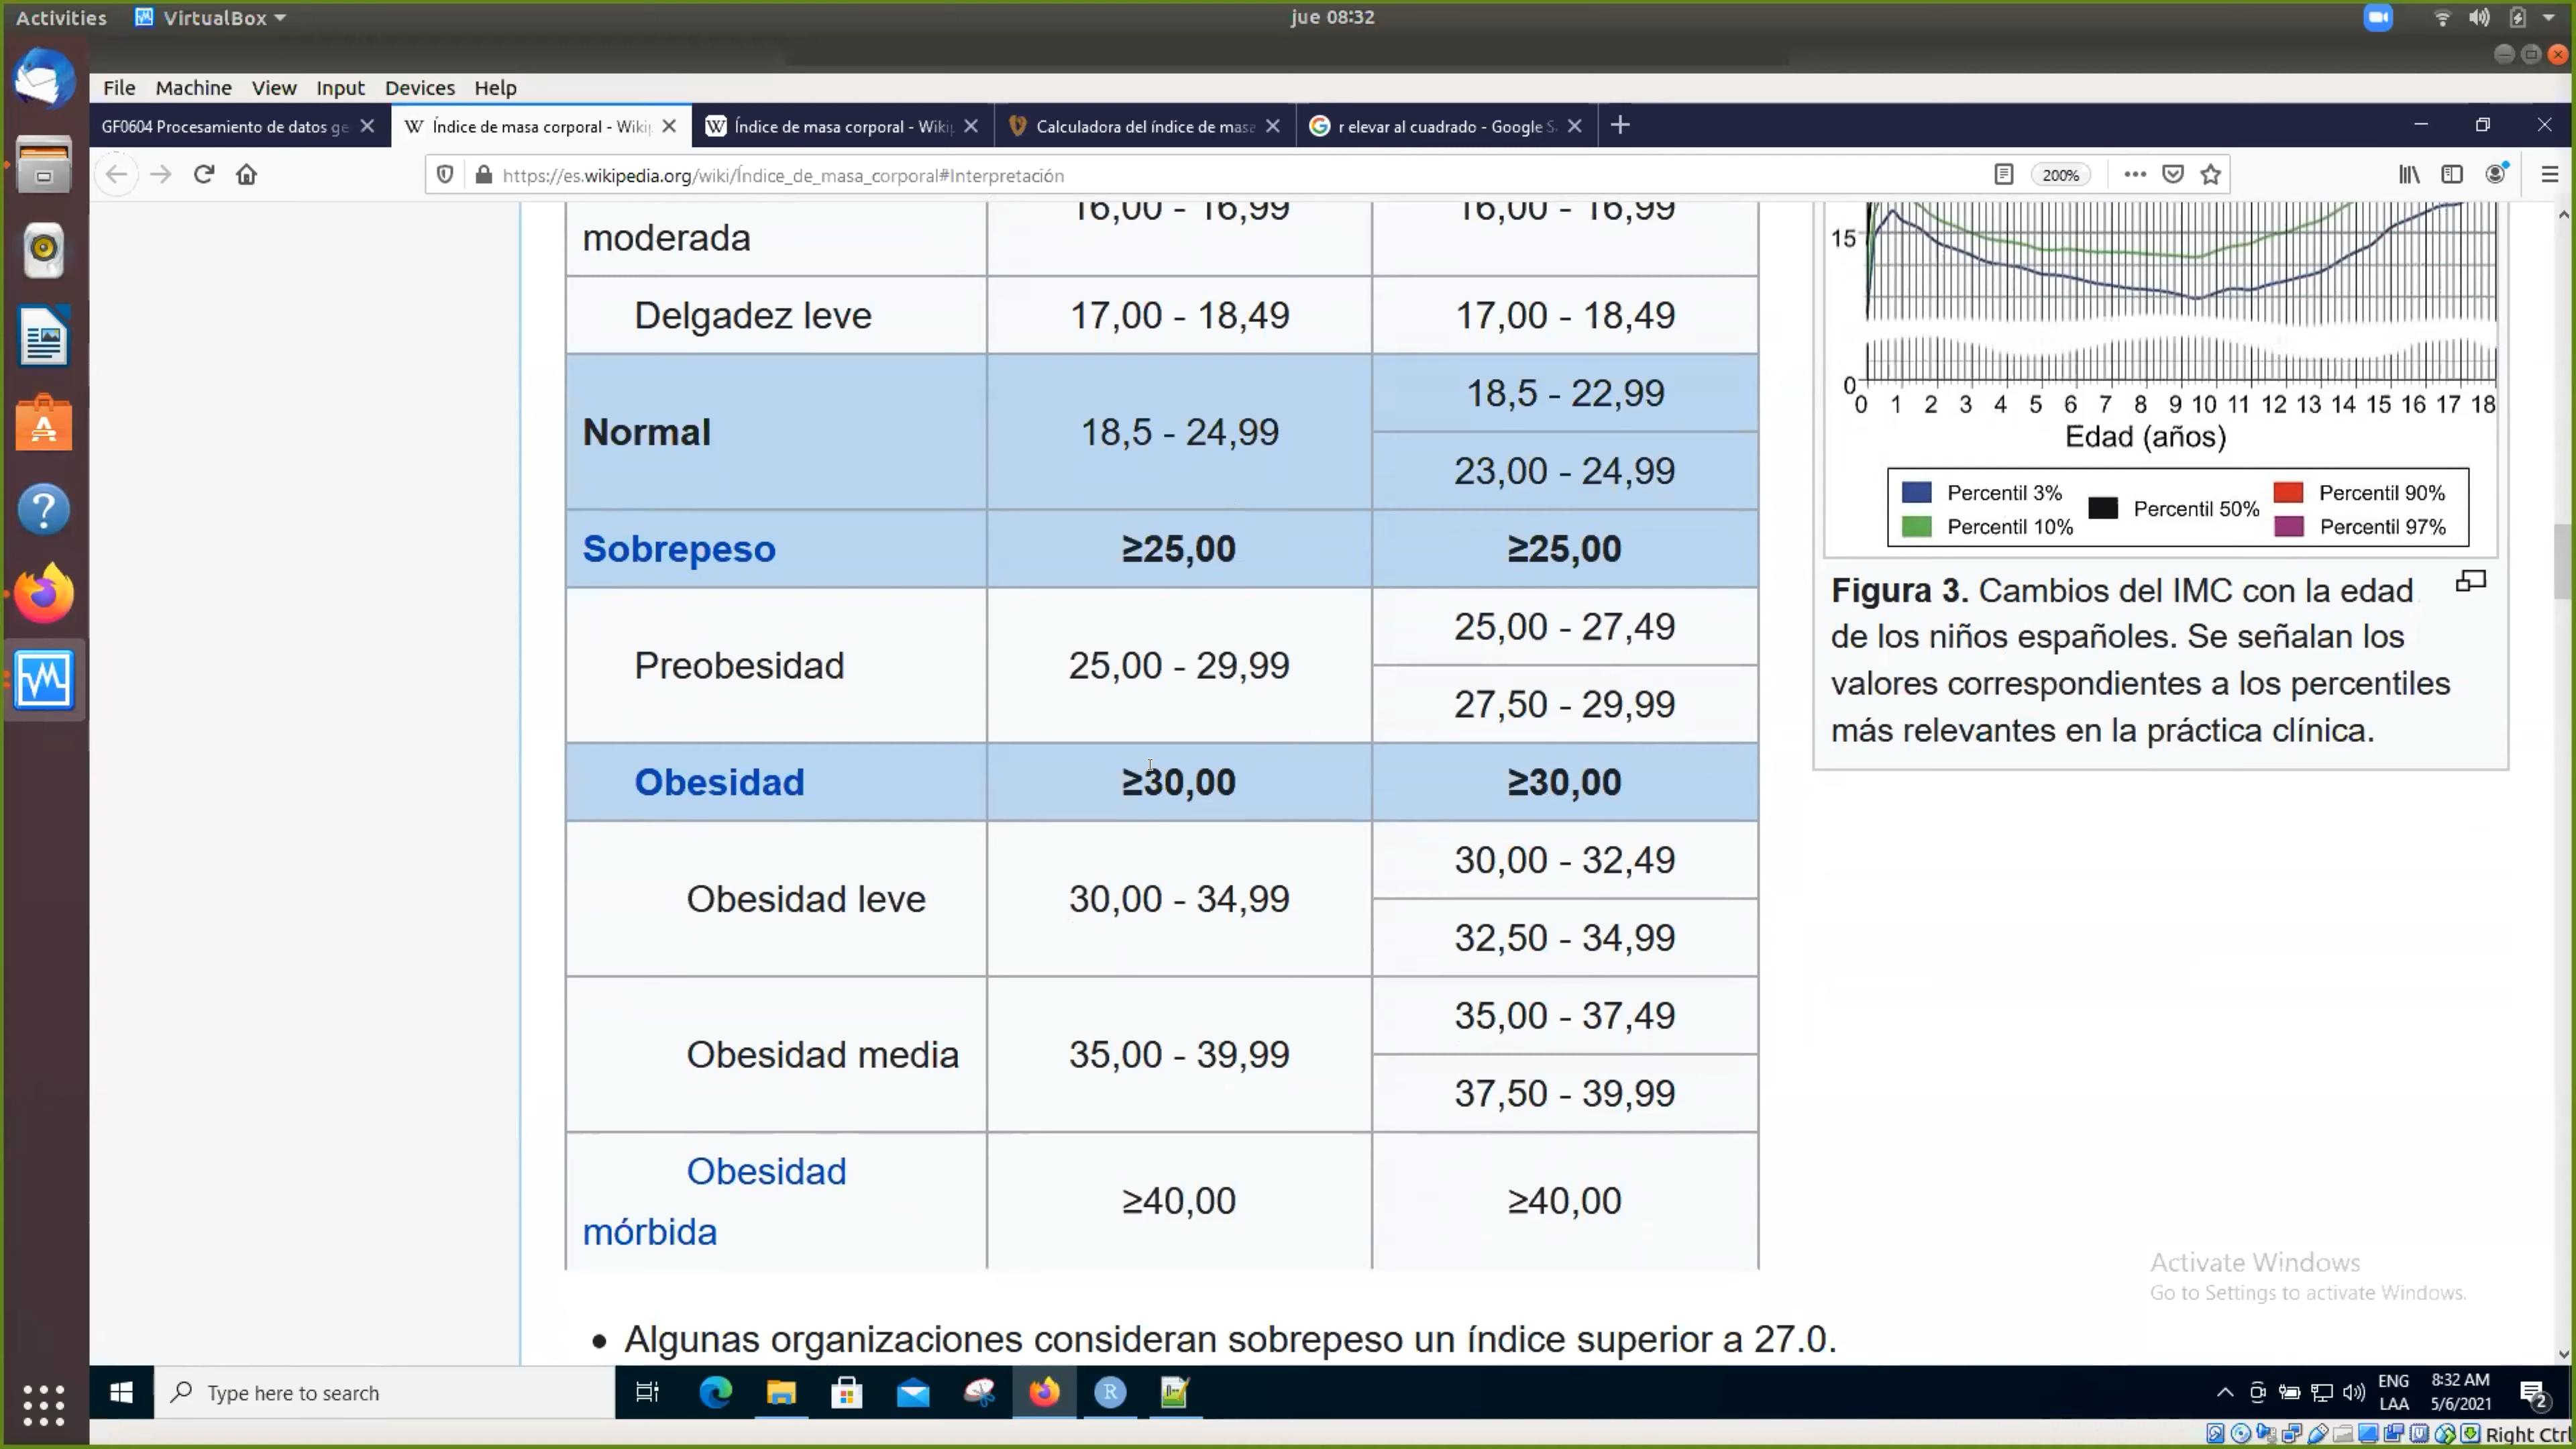 Activities VirtualBox jue 08:32
File Machine View Input Devices Help
GF0604 Procesamiento de datos ge
Índice de masa corporal - Wiki
Índice de masa corporal - Wiki
Calculadora del índice de masa
r elevar al cuadrado - Google S
https://es.wikipedia.org/wiki/Índice_de_masa_corporal#Interpretación 200%
moderada 16,00 - 16,99 16,00 - 16,99
Delgadez leve 17,00 - 18,49 17,00 - 18,49
Normal 18,5 - 24,99 18,5 - 22,99
23,00 - 24,99
Sobrepeso ≥25,00 ≥25,00
Preobesidad 25,00 - 29,99 25,00 - 27,49
27,50 - 29,99
Obesidad ≥30,00 ≥30,00
Obesidad leve 30,00 - 34,99 30,00 - 32,49
32,50 - 34,99
Obesidad media 35,00 - 39,99 35,00 - 37,49
37,50 - 39,99
Obesidad
mórbida ≥40,00 ≥40,00
• Algunas organizaciones consideran sobrepeso un índice superior a 27.0.
15
0
0 1 2 3 4 5 6 7 8 9 10 11 12 13 14 15 16 17 18
Edad (años)
Percentil 3% Percentil 50% Percentil 90%
Percentil 10% Percentil 97%
Figura 3. Cambios del IMC con la edad
de los niños españoles. Se señalan los
valores correspondientes a los percentiles
más relevantes en la práctica clínica.
Activate Windows
Go to Settings to activate Windows.
Type here to search
ENG
LAA
8:32 AM
5/6/2021
2
Right Ctrl